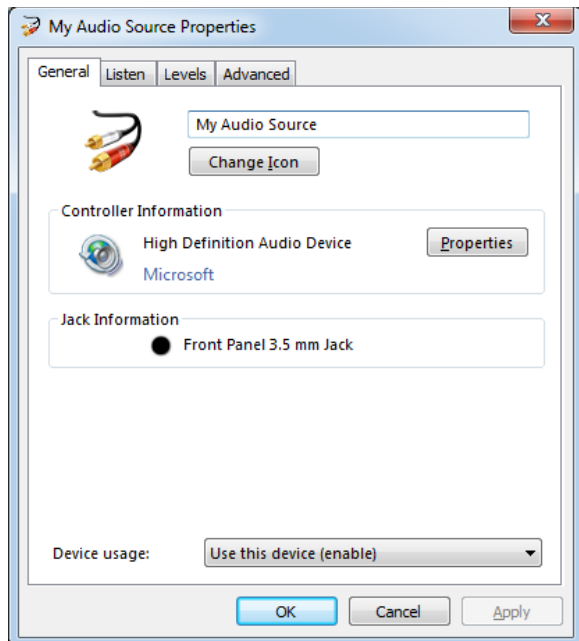 My Audio Source Properties
General Listen Levels Advanced
My Audio Source
Change Icon
Controller Information
High Definition Audio Device
Properties
Microsoft
Jack Information
Front Panel 3.5 mm Jack
Device usage: Use this device (enable)
OK Cancel Apply